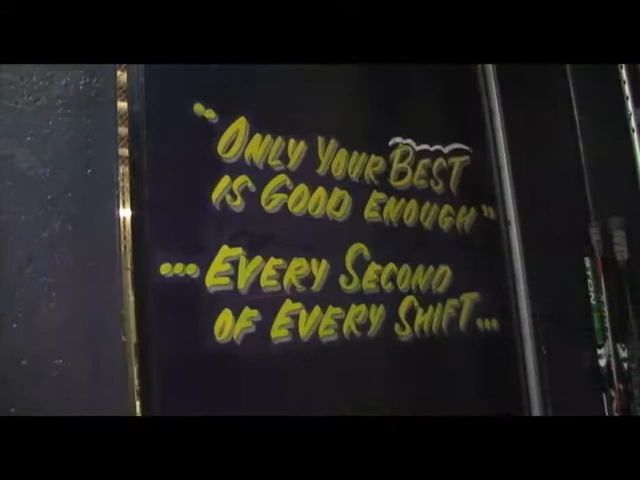 "ONLY YOUR BEST
IS GOOD ENOUGH"
...EVERY SECOND
OF EVERY SHIFT...